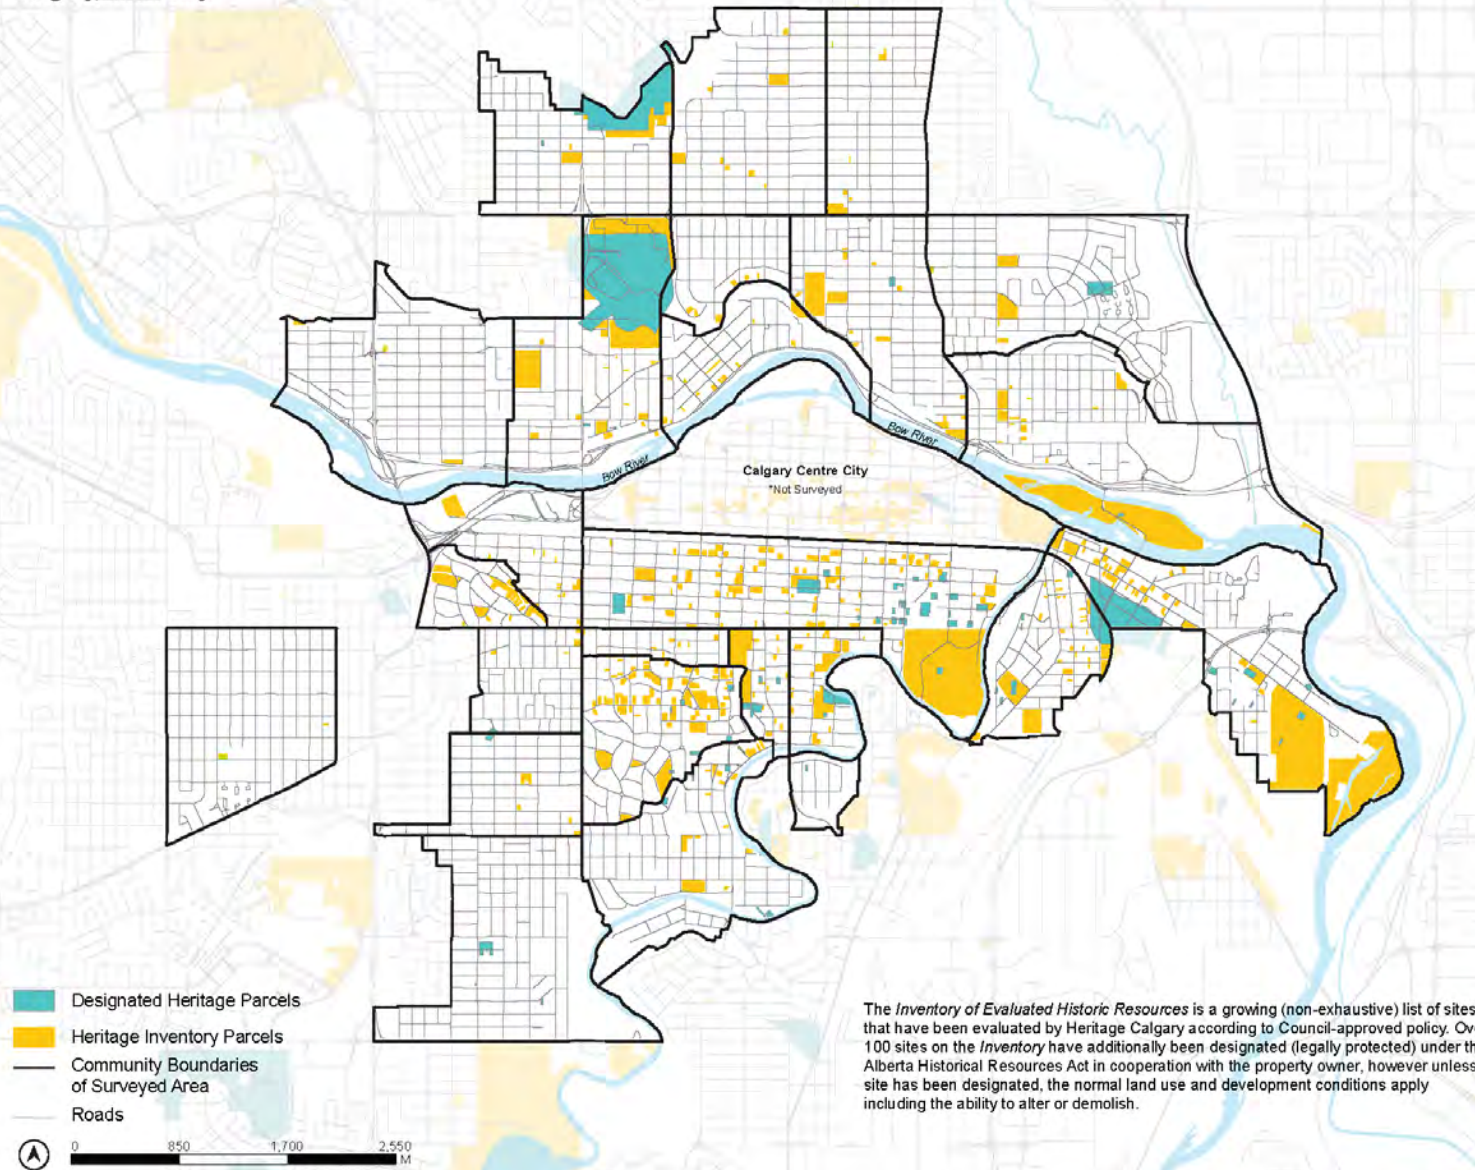 Bow River
Bow River
Calgary Centre City
*Not Surveyed
Designated Heritage Parcels
Heritage Inventory Parcels
Community Boundaries
of Surveyed Area
Roads
0 850 1,700 2,550
M
The Inventory of Evaluated Historic Resources is a growing (non-exhaustive) list of sites
that have been evaluated by Heritage Calgary according to Council-approved policy. Ov
100 sites on the Inventory have additionally been designated (legally protected) under th
Alberta Historical Resources Act in cooperation with the property owner, however unless
site has been designated, the normal land use and development conditions apply
including the ability to alter or demolish.